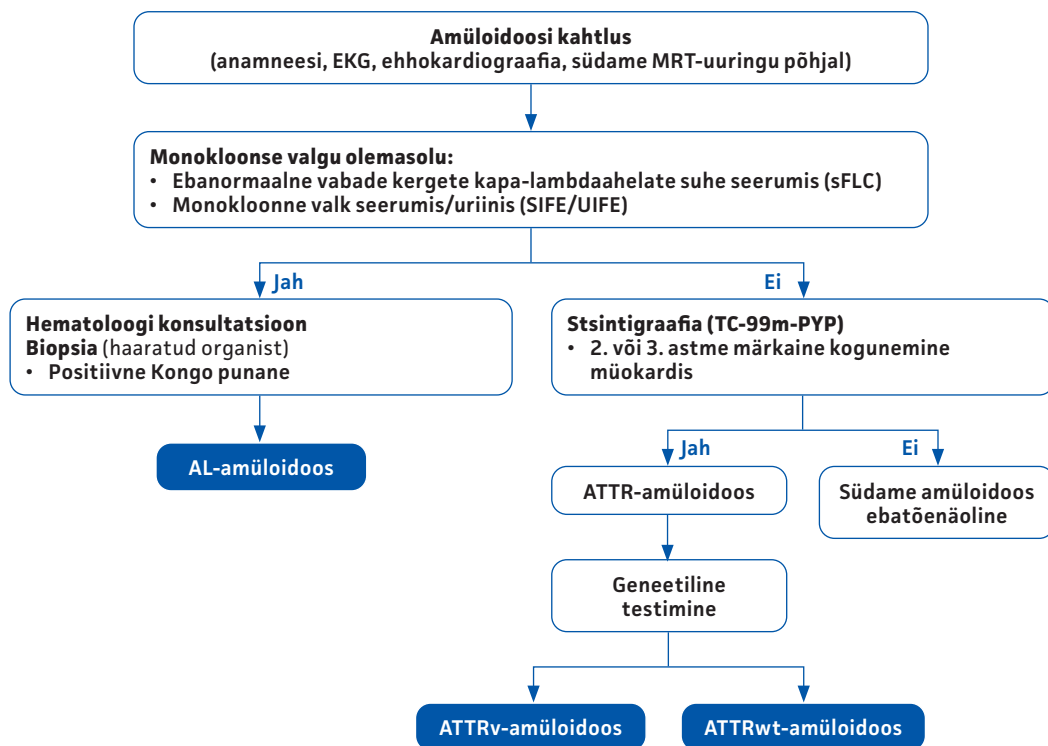 Amüloidoosi kahtlus
(anamneesi, EKG, ehhokardiograafia, südame MRT-uuringu põhjal)
Monokloonse valgu olemasolu:
• Ebanormaalne vabade kergete kapa-lambdaahelate suhe seerumis (sFLC)
• Monokloonne valk seerumis/uriinis (SIFE/UIFE)
Jah
Ei
Hematoloogi konsultatsioon
Biopsia (haaratud organist)
• Positiivne Kongo punane
Stsintigraafia (TC-99m-PYP)
• 2. või 3. astme märkaine kogunemine
müokardis
AL-amüloidoos
Jah
Ei
ATTR-amüloidoos
Südame amüloidoos
ebatõenäoline
Geneetiline
testimine
ATTRv-amüloidoos
ATTRwt-amüloidoos